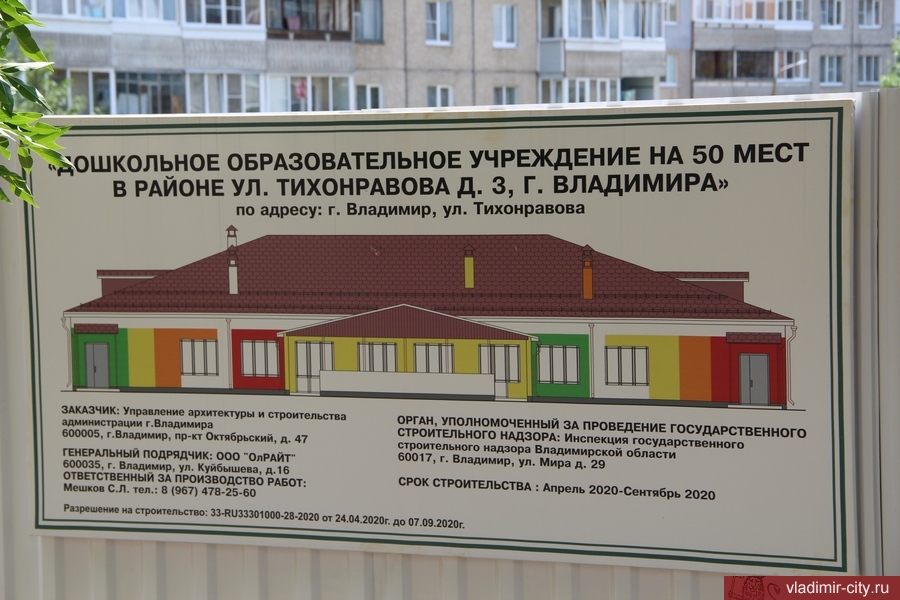 «ДОШКОЛЬНОЕ ОБРАЗОВАТЕЛЬНОЕ УЧРЕЖДЕНИЕ НА 50 МЕСТ
В РАЙОНЕ УЛ. ТИХОНРАВОВА Д. 3, Г. ВЛАДИМИРА»
по адресу: г. Владимир, ул. Тихонравова
ЗАКАЗЧИК: Управление архитектуры и строительства
администрации г.Владимира
600005, г.Владимир, пр-кт Октябрьский, д. 47
ГЕНЕРАЛЬНЫЙ ПОДРЯДЧИК: ООО "ОлРАЙТ"
600035, г. Владимир, ул. Куйбышева, д.16
ОТВЕТСТВЕННЫЙ ЗА ПРОИЗВОДСТВО РАБОТ:
Мешков С.Л. тел.: 8 (967) 478-25-60
Разрешение на строительство: 33-RU33301000-28-2020 от 24.04.2020г. до 07.09.2020г.
ОРГАН, УПОЛНОМОЧЕННЫЙ ЗА ПРОВЕДЕНИЕ ГОСУДАРСТВЕННОГО
СТРОИТЕЛЬНОГО НАДЗОРА: Инспекция государственного
строительного надзора Владимирской области
60017, г. Владимир, ул. Мира д. 29
СРОК СТРОИТЕЛЬСТВА : Апрель 2020-Сентябрь 2020
vladimir-city.ru